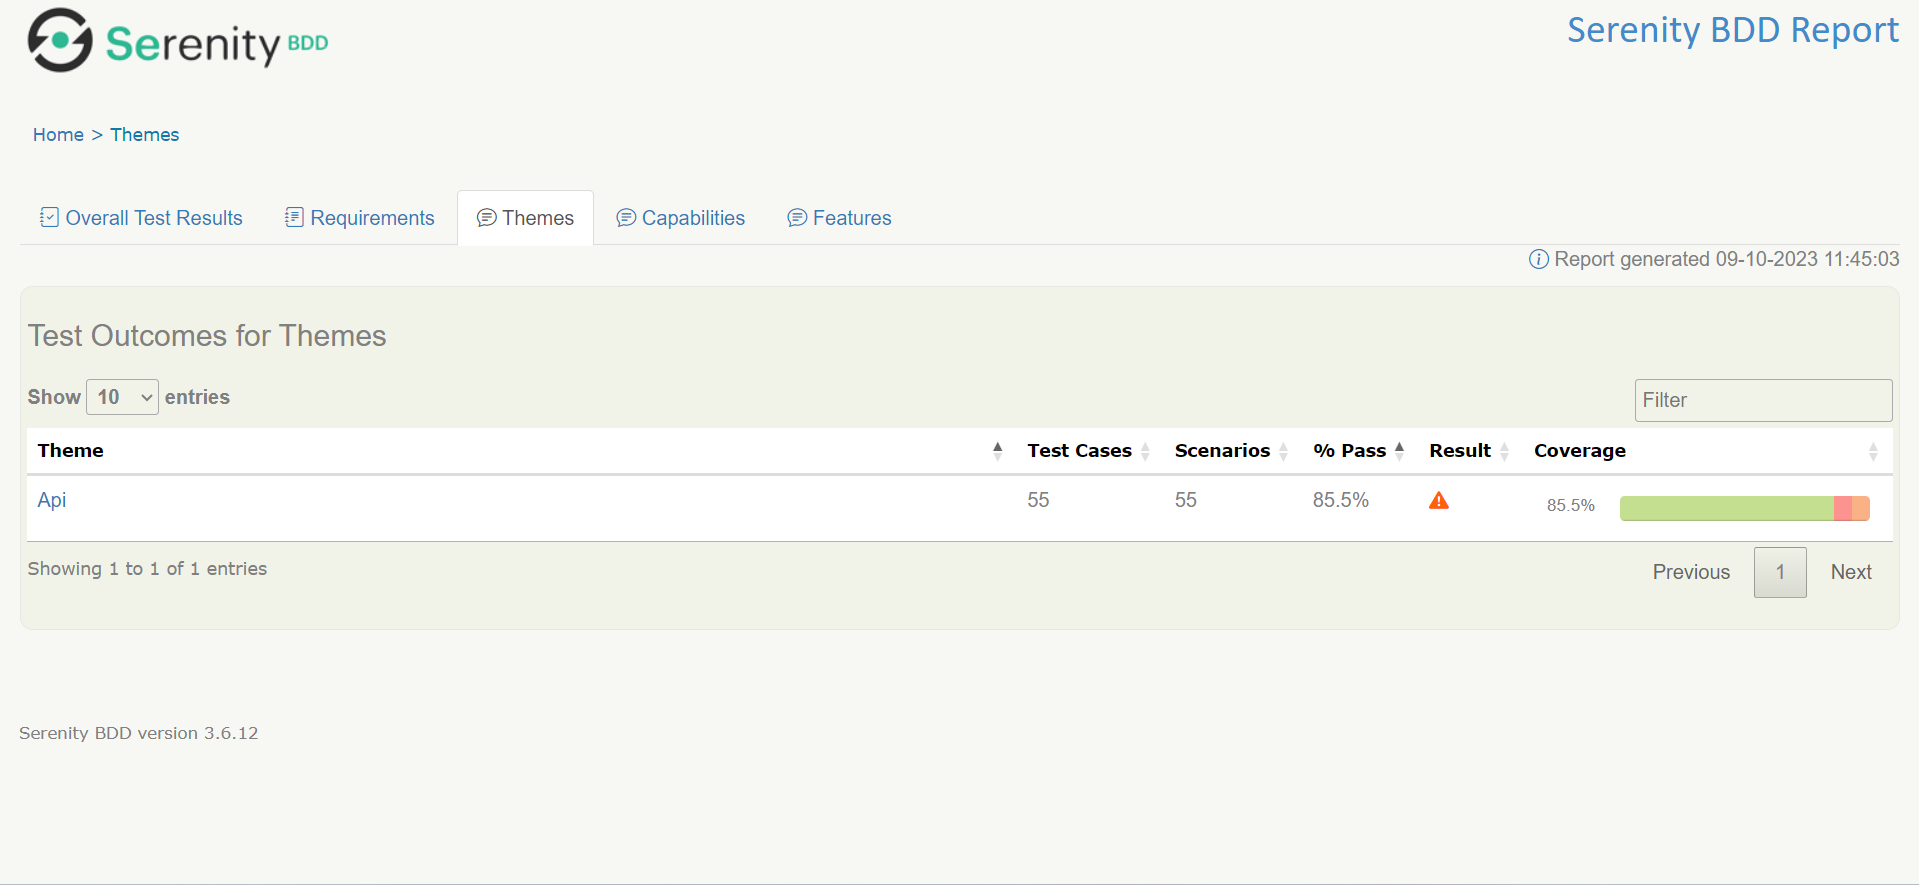 Serenity BDD
Serenity BDD Report
Home > Themes
Overall Test Results Requirements Themes Capabilities Features
Report generated 09-10-2023 11:45:03
Test Outcomes for Themes
Show 10 entries
Filter
Theme Test Cases Scenarios % Pass Result Coverage
Api 55 55 85.5% 85.5%
Showing 1 to 1 of 1 entries
Previous 1 Next
Serenity BDD version 3.6.12